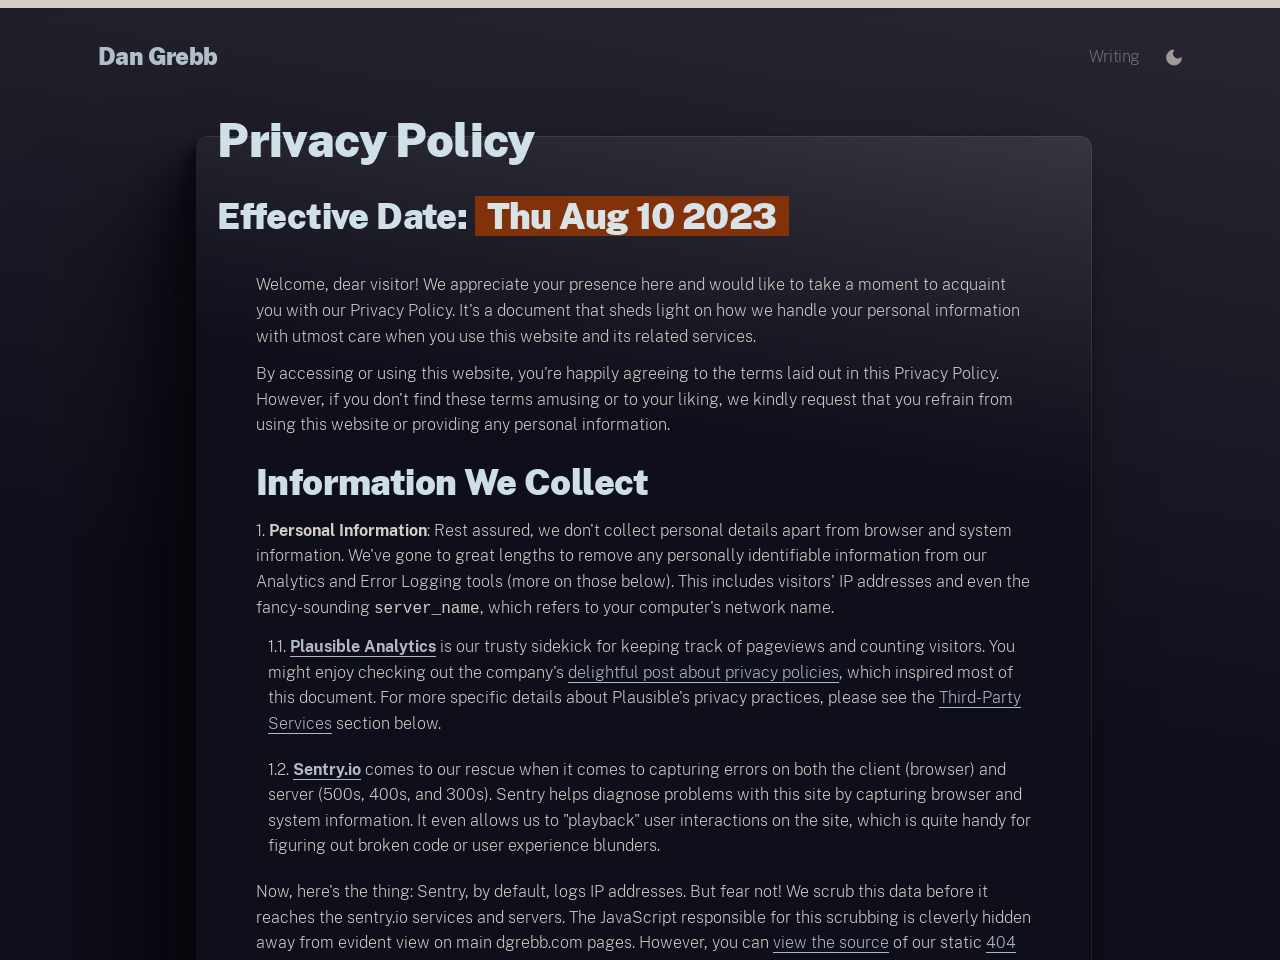 Dan Grebb
Writing
Privacy Policy
Effective Date: Thu Aug 10 2023
Welcome, dear visitor! We appreciate your presence here and would like to take a moment to acquaint
you with our Privacy Policy. It's a document that sheds light on how we handle your personal information
with utmost care when you use this website and its related services.
By accessing or using this website, you're happily agreeing to the terms laid out in this Privacy Policy.
However, if you don't find these terms amusing or to your liking, we kindly request that you refrain from
using this website or providing any personal information.
Information We Collect
1. Personal Information: Rest assured, we don't collect personal details apart from browser and system
information. We've gone to great lengths to remove any personally identifiable information from our
Analytics and Error Logging tools (more on those below). This includes visitors' IP addresses and even the
fancy-sounding server_name, which refers to your computer's network name.
1.1. Plausible Analytics is our trusty sidekick for keeping track of pageviews and counting visitors. You
might enjoy checking out the company's delightful post about privacy policies, which inspired most of
this document. For more specific details about Plausible's privacy practices, please see the Third-Party
Services section below.
1.2. Sentry.io comes to our rescue when it comes to capturing errors on both the client (browser) and
server (500s, 400s, and 300s). Sentry helps diagnose problems with this site by capturing browser and
system information. It even allows us to "playback" user interactions on the site, which is quite handy for
figuring out broken code or user experience blunders.
Now, here's the thing: Sentry, by default, logs IP addresses. But fear not! We scrub this data before it
reaches the sentry.io services and servers. The JavaScript responsible for this scrubbing is cleverly hidden
away from evident view on main dgrebb.com pages. However, you can view the source of our static 404